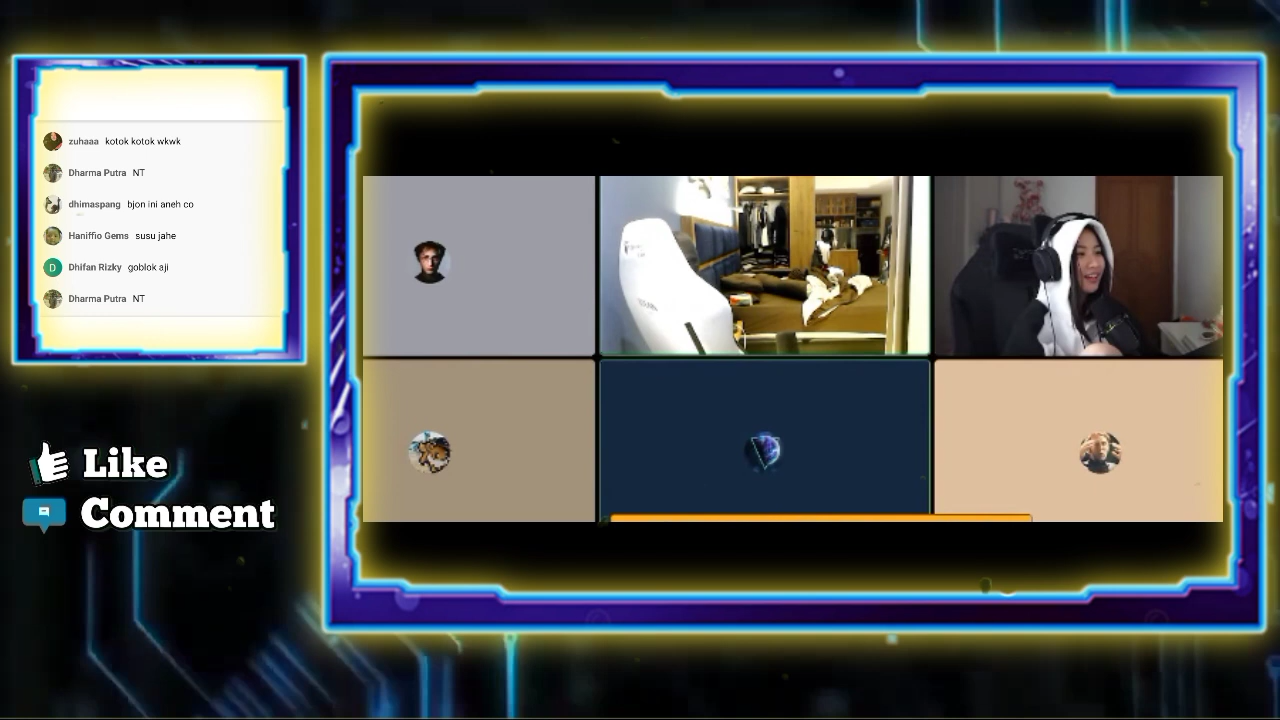 zuhaaa kotok kotok wkwk
Dharma Putra NT
dhimaspang bjon ini aneh co
Haniffio Gems susu jahe
D Dhifan Rizky goblok aji
Dharma Putra NT
Like
Comment